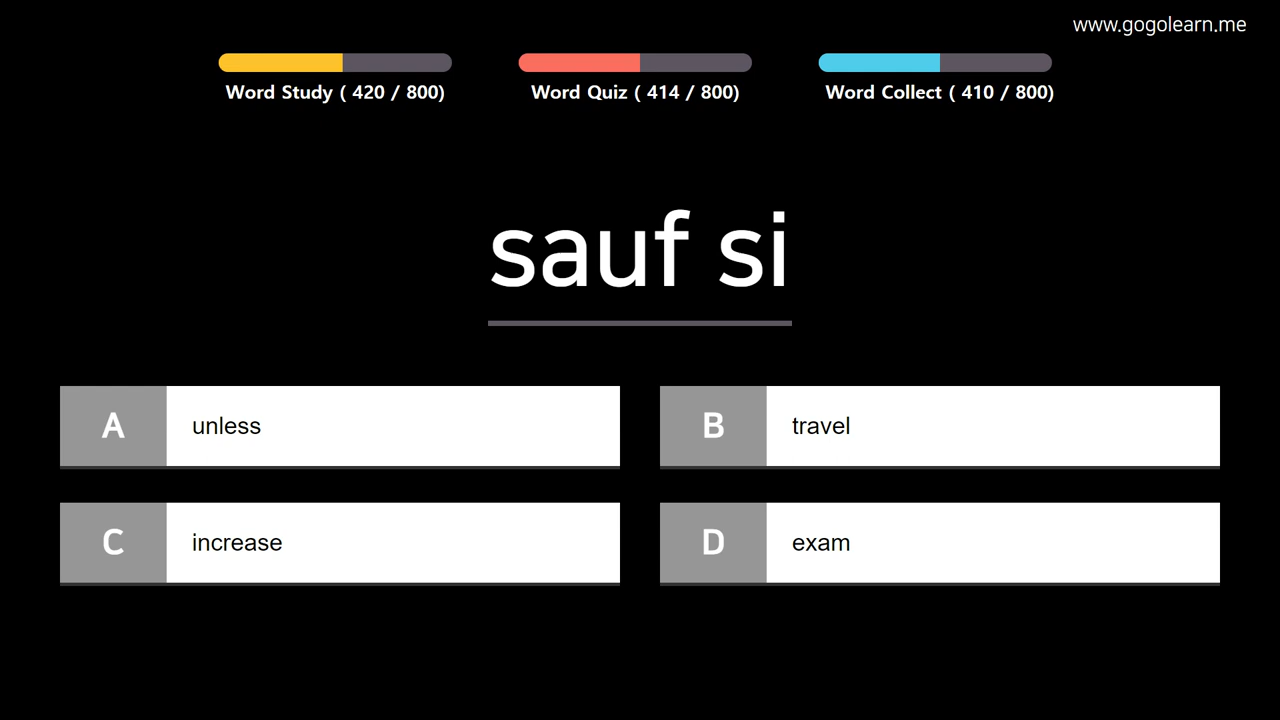 www.gogolearn.me
Word Study ( 420 / 800)
Word Quiz ( 414 / 800)
Word Collect ( 410 / 800)
sauf si
A unless
B travel
C increase
D exam